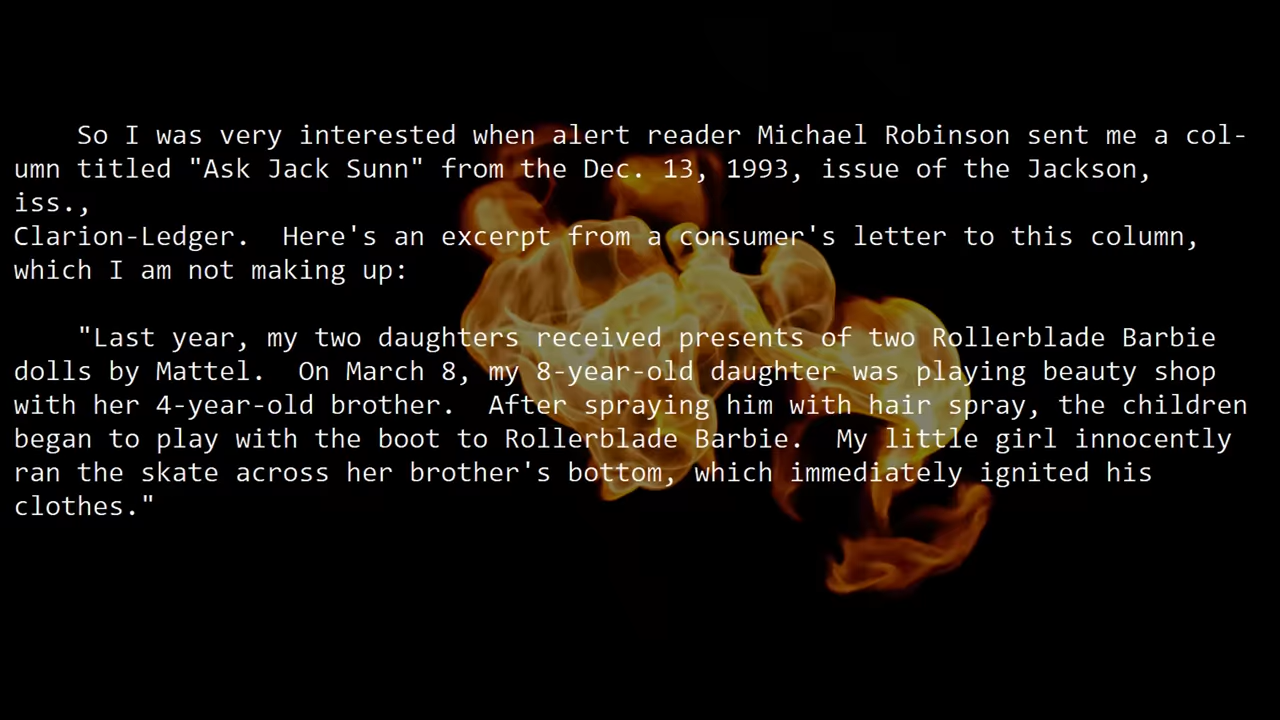 So I was very interested when alert reader Michael Robinson sent me a col-
umn titled "Ask Jack Sunn" from the Dec. 13, 1993, issue of the Jackson,
iss.,
Clarion-Ledger. Here's an excerpt from a consumer's letter to this column,
which I am not making up:
"Last year, my two daughters received presents of two Rollerblade Barbie
dolls by Mattel. On March 8, my 8-year-old daughter was playing beauty shop
with her 4-year-old brother. After spraying him with hair spray, the children
began to play with the boot to Rollerblade Barbie. My little girl innocently
ran the skate across her brother's bottom, which immediately ignited his
clothes."